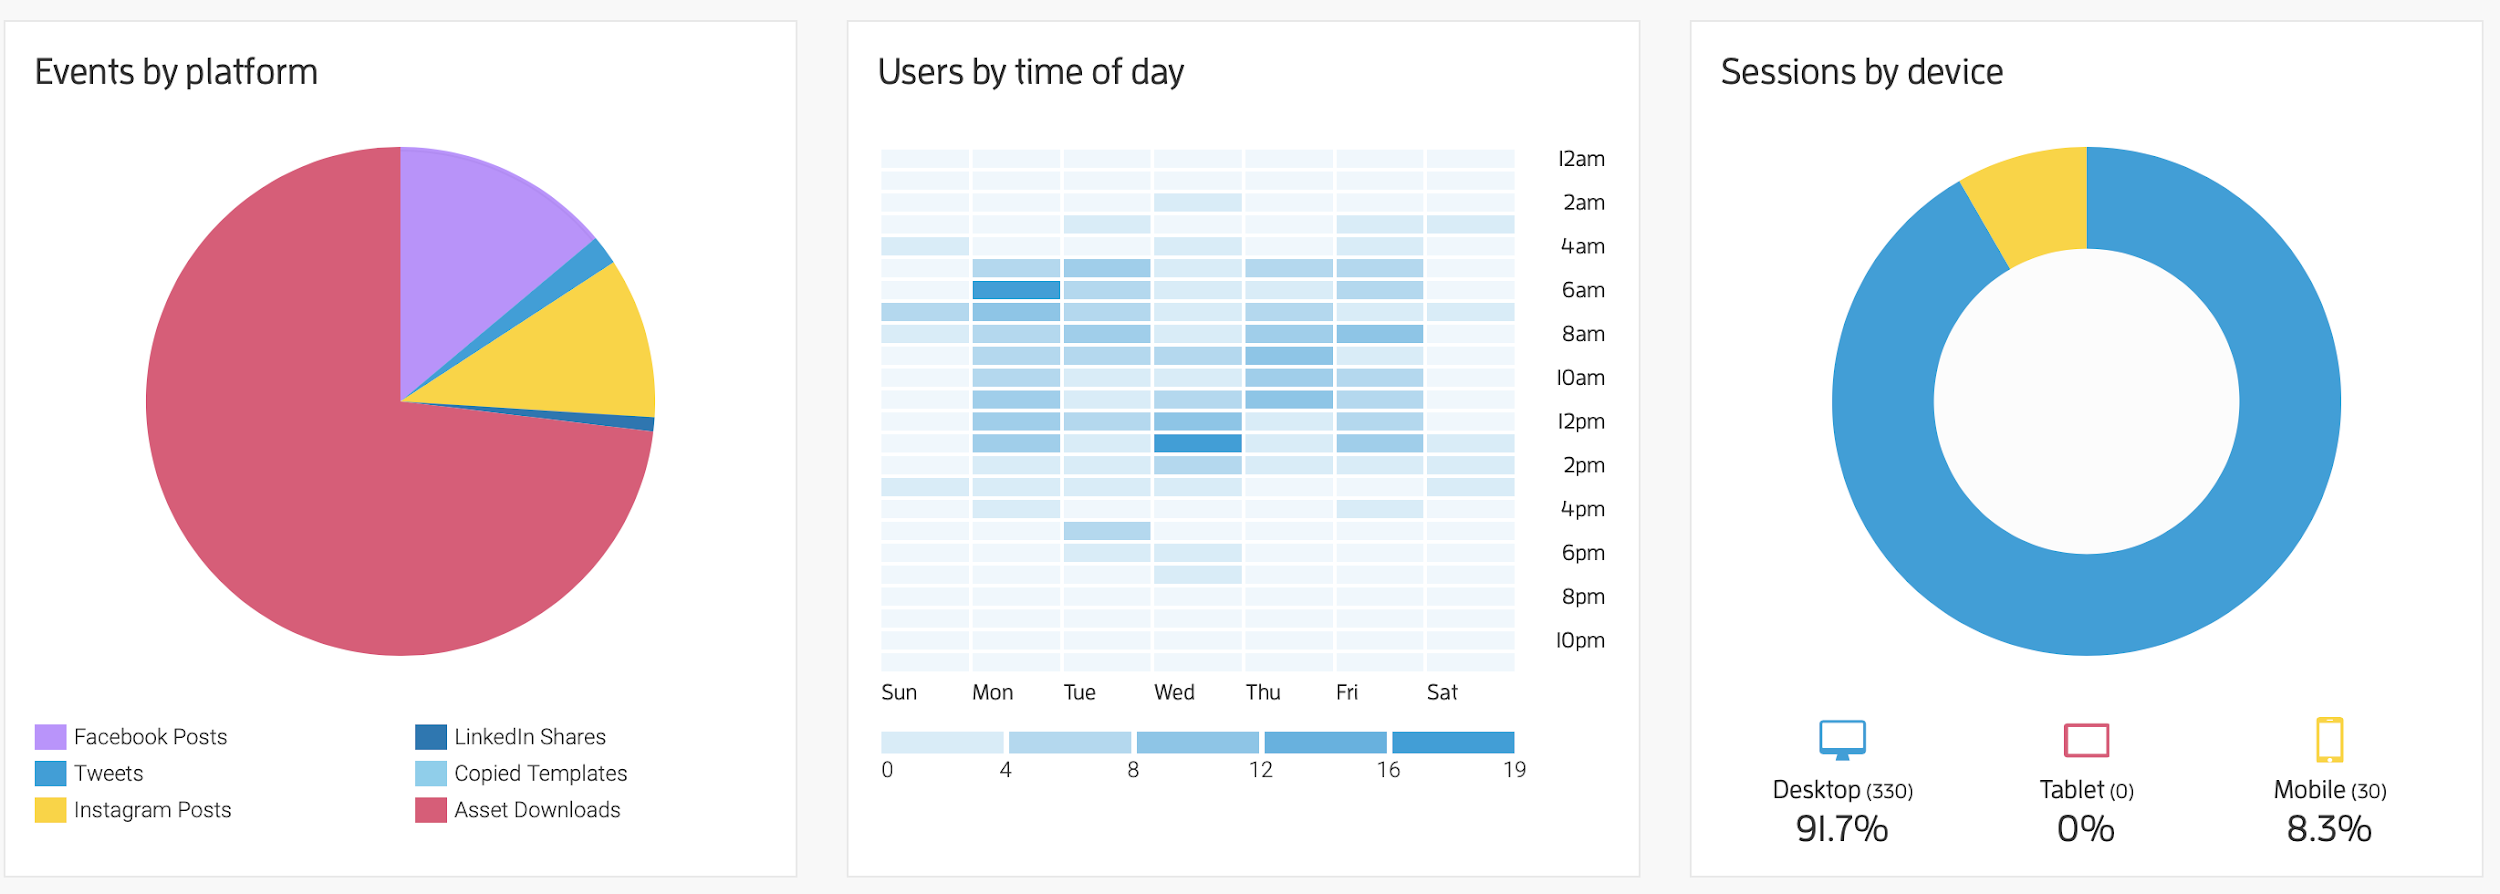 Events by platform
Facebook Posts
Tweets
Instagram Posts
LinkedIn Shares
Copied Templates
Asset Downloads
Users by time of day
12am
2am
4am
6am
8am
10am
12pm
2pm
4pm
6pm
8pm
10pm
Sun Mon Tue Wed Thu Fri Sat
0 4 8 12 16 19
Sessions by device
Desktop (330)
91.7%
Tablet (0)
0%
Mobile (30)
8.3%